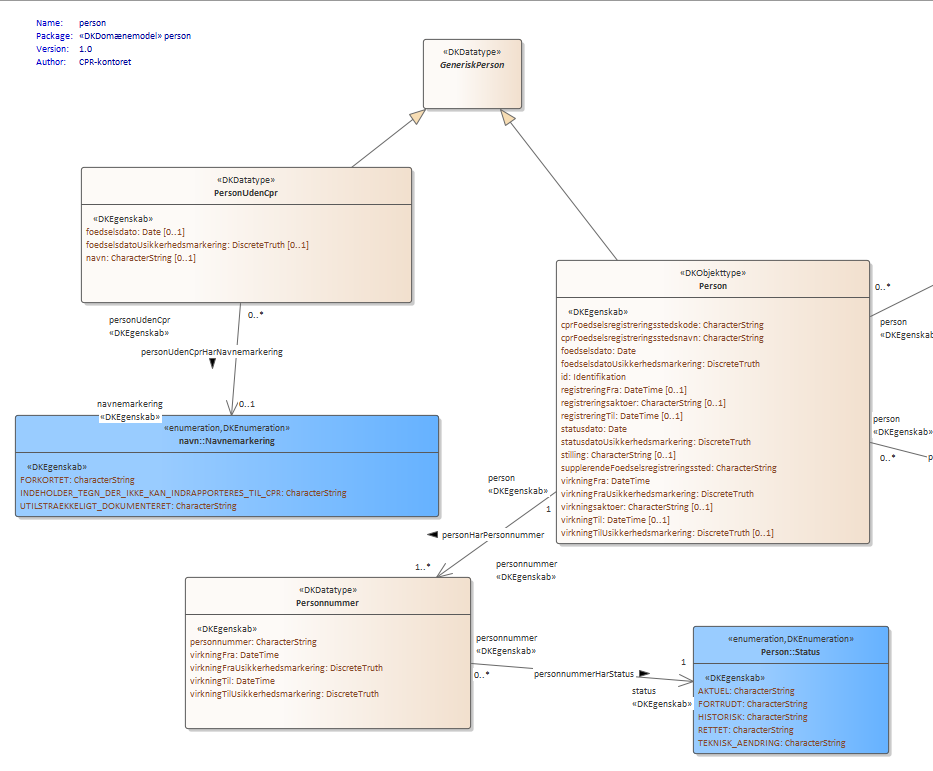 Name: person
Package: «DKDomænemodel» person
Version: 1.0
Author: CPR-kontoret
«DKDatatype»
GeneriskPerson
«DKDatatype»
PersonUdenCpr
«DKEgenskab»
foedselsdato: Date [0..1]
foedselsdatoUsikkerhedsmarkering: DiscreteTruth [0..1]
navn: CharacterString [0..1]
personUdenCpr
«DKEgenskab»
0..*
personUdenCprHarNavnemarkering
navnemarkering
«DKEgenskab»
0..1
«enumeration,DKEnumeration»
navn::Navnemarkering
«DKEgenskab»
FORKORTET: CharacterString
INDEHOLDER_TEGN_DER_IKKE_KAN_INDRAPPORTERES_TIL_CPR: CharacterString
UTILSTRAEKKELIGT_DOKUMENTERET: CharacterString
«DKObjekttype»
Person
«DKEgenskab»
cprFoedselsregistreringsstedskode: CharacterString
cprFoedselsregistreringsstedsnavn: CharacterString
foedselsdato: Date
foedselsdatoUsikkerhedsmarkering: DiscreteTruth
id: Identifikation
registreringFra: DateTime [0..1]
registreringsaktoer: CharacterString [0..1]
registreringTil: DateTime [0..1]
statusdato: Date
statusdatoUsikkerhedsmarkering: DiscreteTruth
stilling: CharacterString [0..1]
supplerendeFoedselsregistreringssted: CharacterString
virkningFra: DateTime
virkningFraUsikkerhedsmarkering: DiscreteTruth
virkningsaktoer: CharacterString [0..1]
virkningTil: DateTime [0..1]
virkningTilUsikkerhedsmarkering: DiscreteTruth [0..1]
0..*
person
«DKEgenskab
person
«DKEgenskab»
0..*
p
person
«DKEgenskab»
1
personHarPersonnummer
1..*
personnummer
«DKEgenskab»
«DKDatatype»
Personnummer
«DKEgenskab»
personnummer: CharacterString
virkningFra: DateTime
virkningFraUsikkerhedsmarkering: DiscreteTruth
virkningTil: DateTime
virkningTilUsikkerhedsmarkering: DiscreteTruth
personnummer
«DKEgenskab»
0..*
personnummerHarStatus
1
status
«DKEgenskab»
«enumeration,DKEnumeration»
Person::Status
«DKEgenskab»
AKTUEL: CharacterString
FORTRUDT: CharacterString
HISTORISK: CharacterString
RETTET: CharacterString
TEKNISK_AENDRING: CharacterString